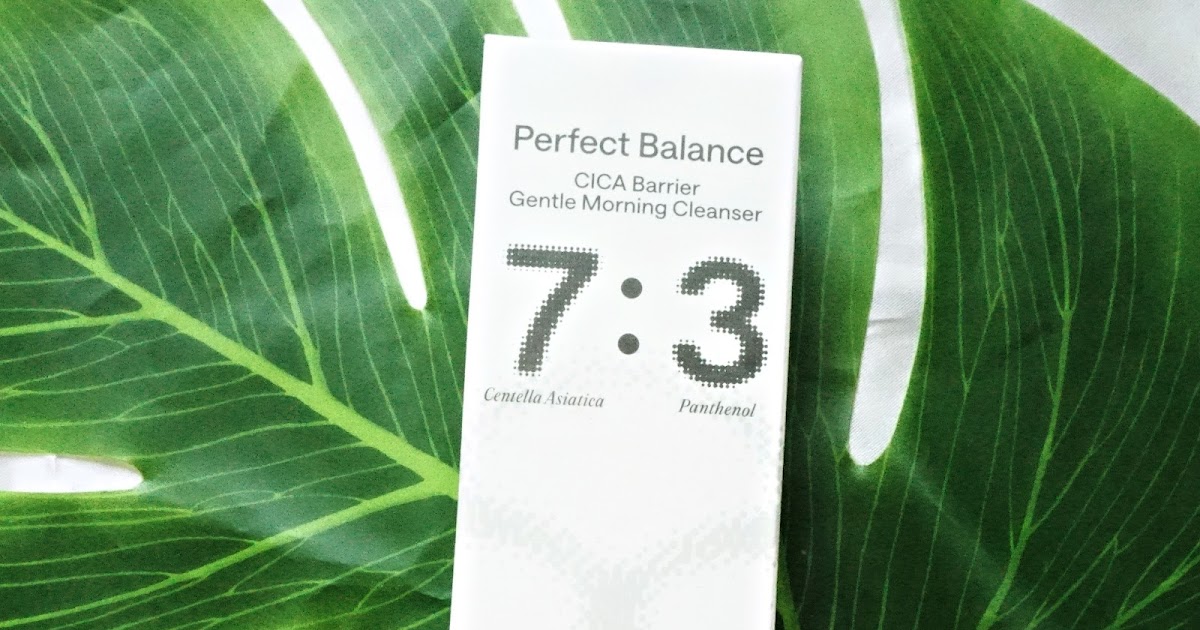 Perfect Balance
CICA Barrier
Gentle Morning Cleanser
7:3
Centella Asiatica Panthenol